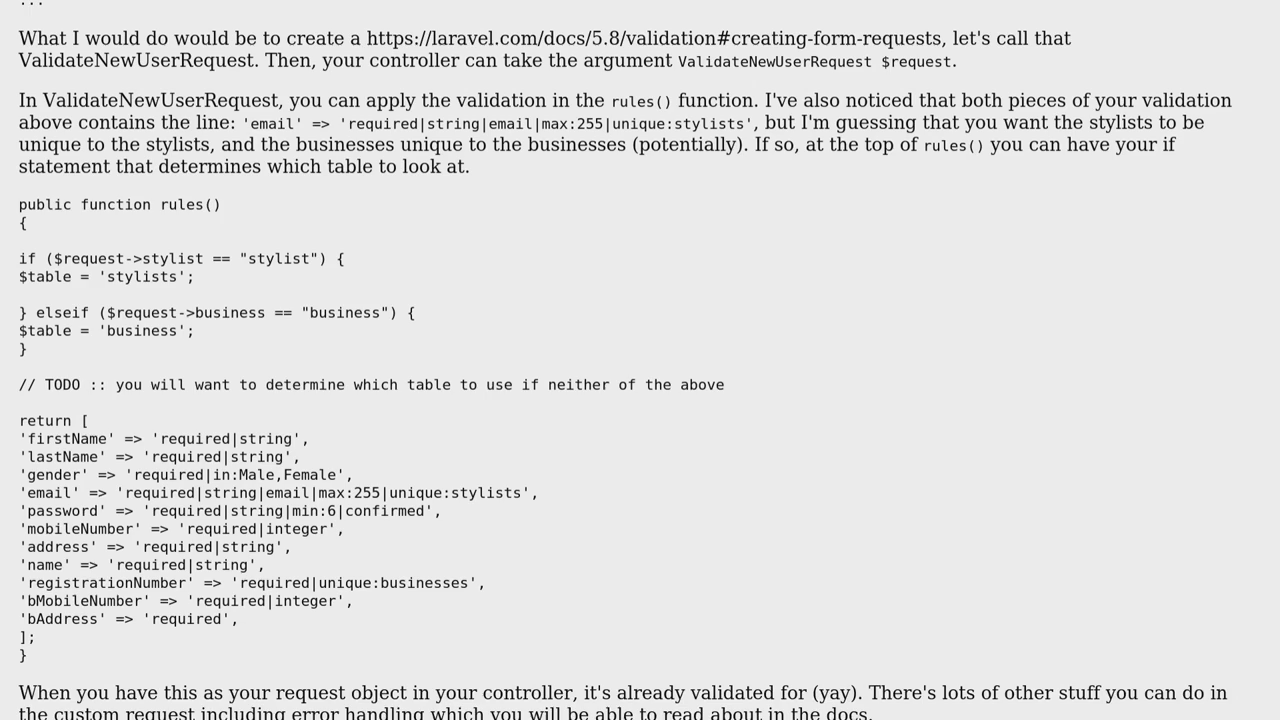 ...
What I would do would be to create a https://laravel.com/docs/5.8/validation#creating-form-requests, let's call that
ValidateNewUserRequest. Then, your controller can take the argument ValidateNewUserRequest $request.
In ValidateNewUserRequest, you can apply the validation in the rules() function. I've also noticed that both pieces of your validation
above contains the line: 'email' => 'required|string|email|max:255|unique:stylists', but I'm guessing that you want the stylists to be
unique to the stylists, and the businesses unique to the businesses (potentially). If so, at the top of rules() you can have your if
statement that determines which table to look at.
public function rules()
{
if ($request->stylist == "stylist") {
$table = 'stylists';
} elseif ($request->business == "business") {
$table = 'business';
}
// TODO :: you will want to determine which table to use if neither of the above
return [
'firstName' => 'required|string',
'lastName' => 'required|string',
'gender' => 'required|in:Male,Female',
'email' => 'required|string|email|max:255|unique:stylists',
'password' => 'required|string|min:6|confirmed',
'mobileNumber' => 'required|integer',
'address' => 'required|string',
'name' => 'required|string',
'registrationNumber' => 'required|unique:businesses',
'bMobileNumber' => 'required|integer',
'bAddress' => 'required',
];
}
When you have this as your request object in your controller, it's already validated for (yay). There's lots of other stuff you can do in
the custom request including error handling which you will be able to read about in the docs.